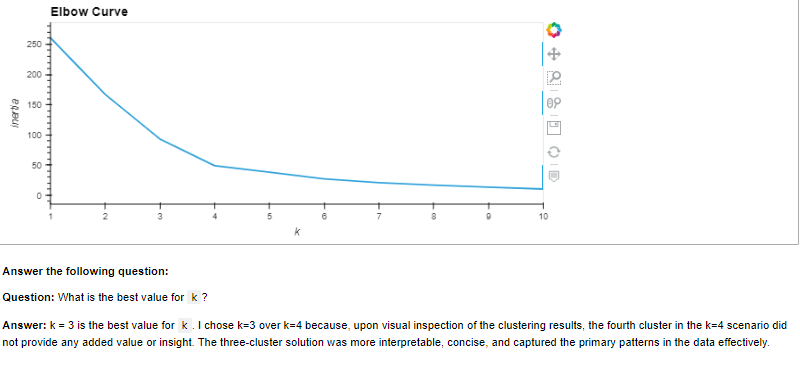 Elbow Curve
250
200
150
100
50
0
inertia
1 2 3 4 5 6 7 8 9 10
k
Answer the following question:
Question: What is the best value for k ?
Answer: k = 3 is the best value for k . I chose k=3 over k=4 because, upon visual inspection of the clustering results, the fourth cluster in the k=4 scenario did
not provide any added value or insight. The three-cluster solution was more interpretable, concise, and captured the primary patterns in the data effectively.